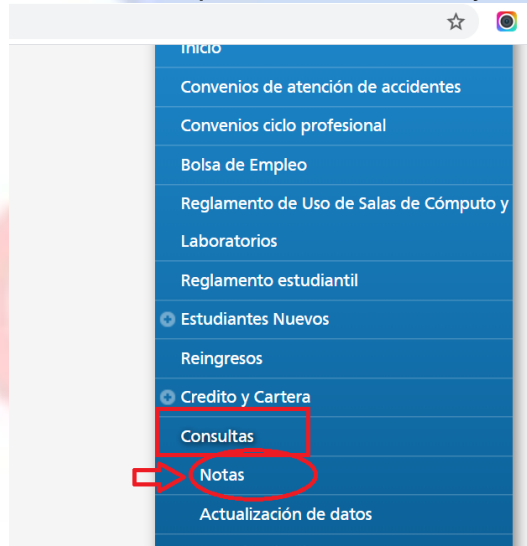 Inicio
Convenios de atención de accidentes
Convenios ciclo profesional
Bolsa de Empleo
Reglamento de Uso de Salas de Cómputo y
Laboratorios
Reglamento estudiantil
Estudiantes Nuevos
Reingresos
Credito y Cartera
Consultas
Notas
Actualización de datos